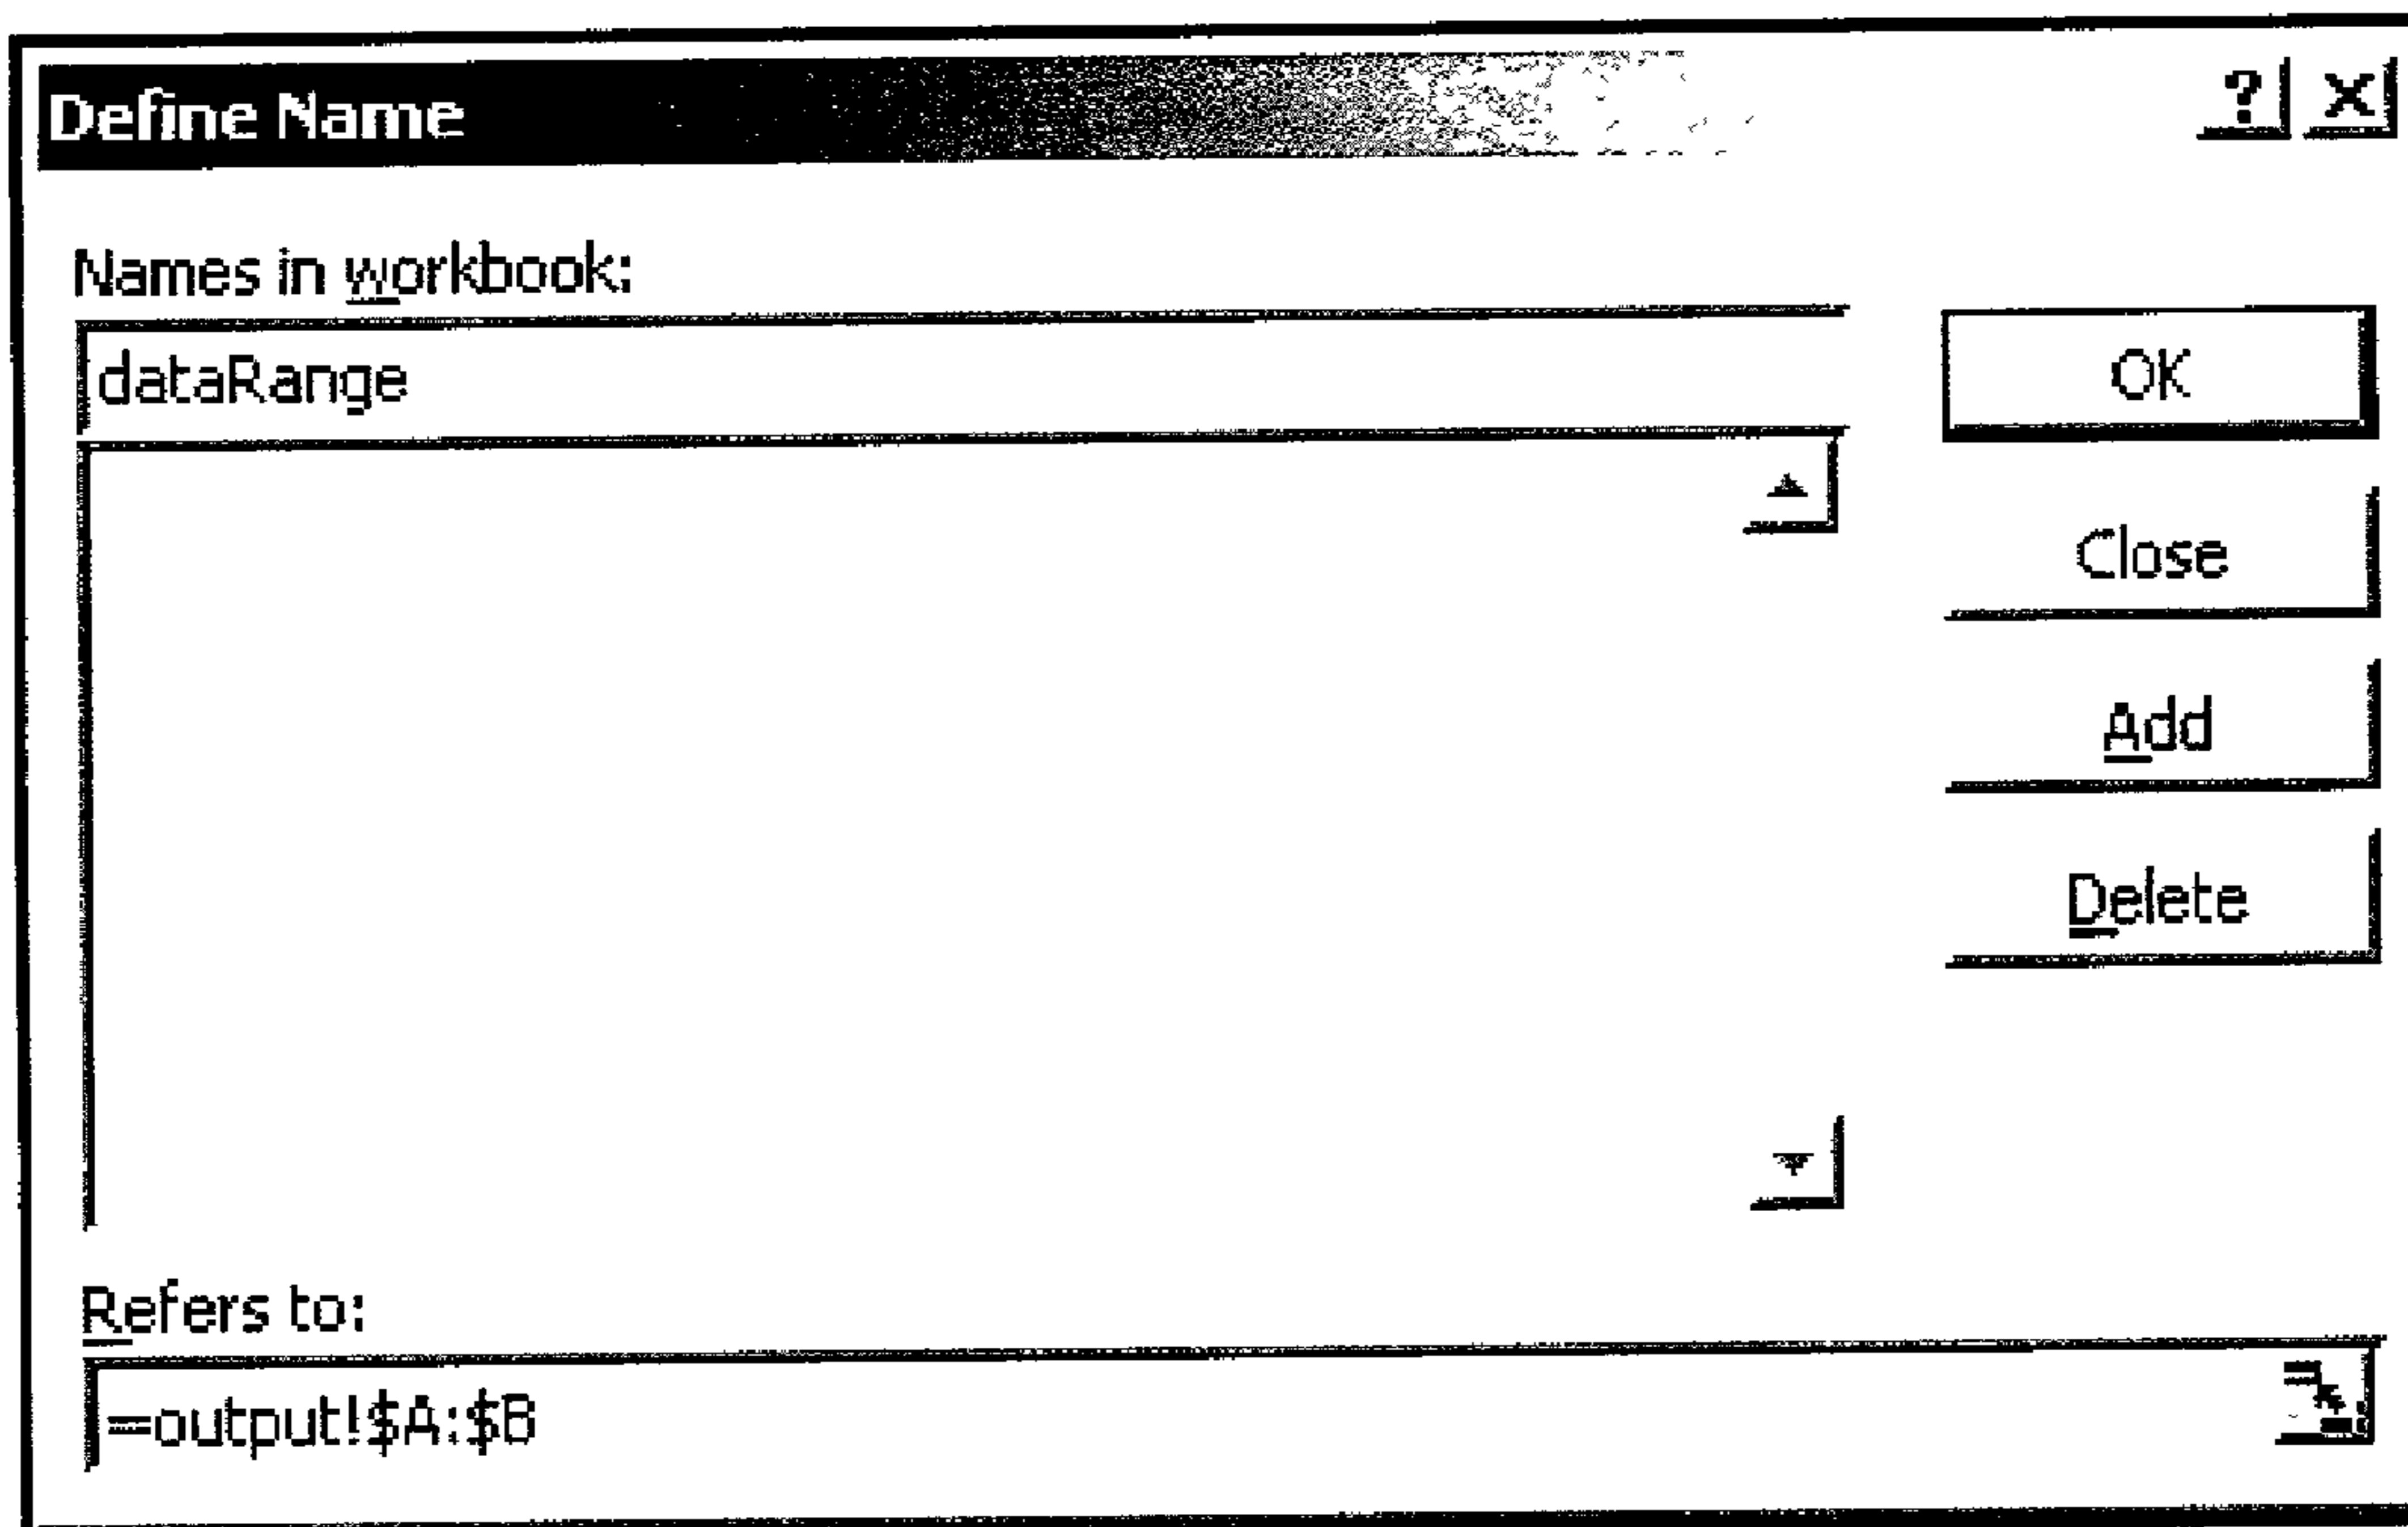 Define Name
? X
Names in workbook:
dataRange
OK
Close
Add
Delete
Refers to:
=output!$A:$B